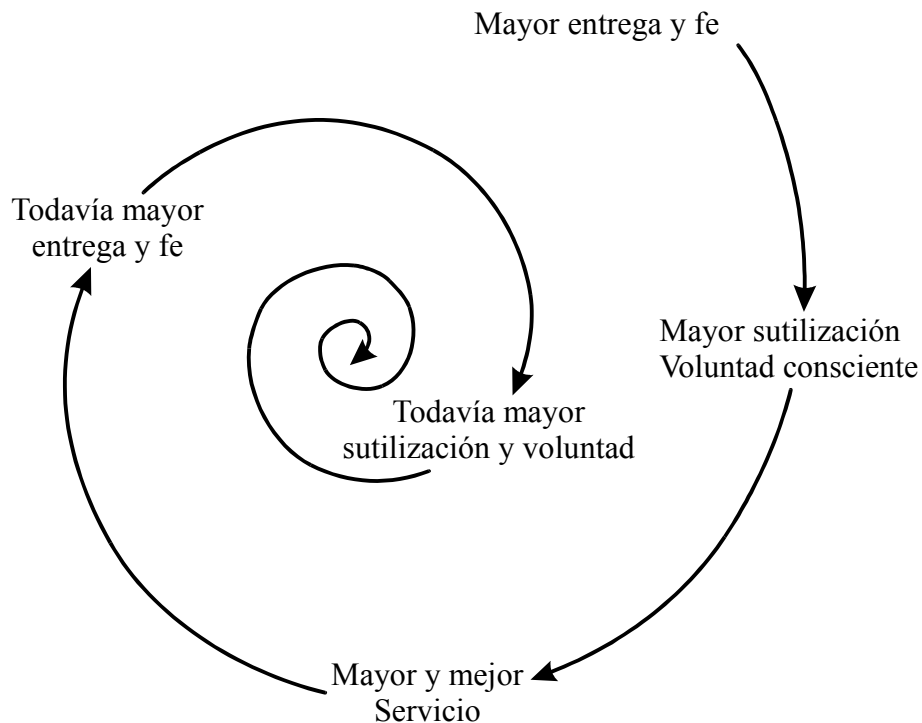 Mayor entrega y fe
Mayor sutilización
Voluntad consciente
Mayor y mejor
Servicio
Todavía mayor
entrega y fe
Todavía mayor
sutilización y voluntad